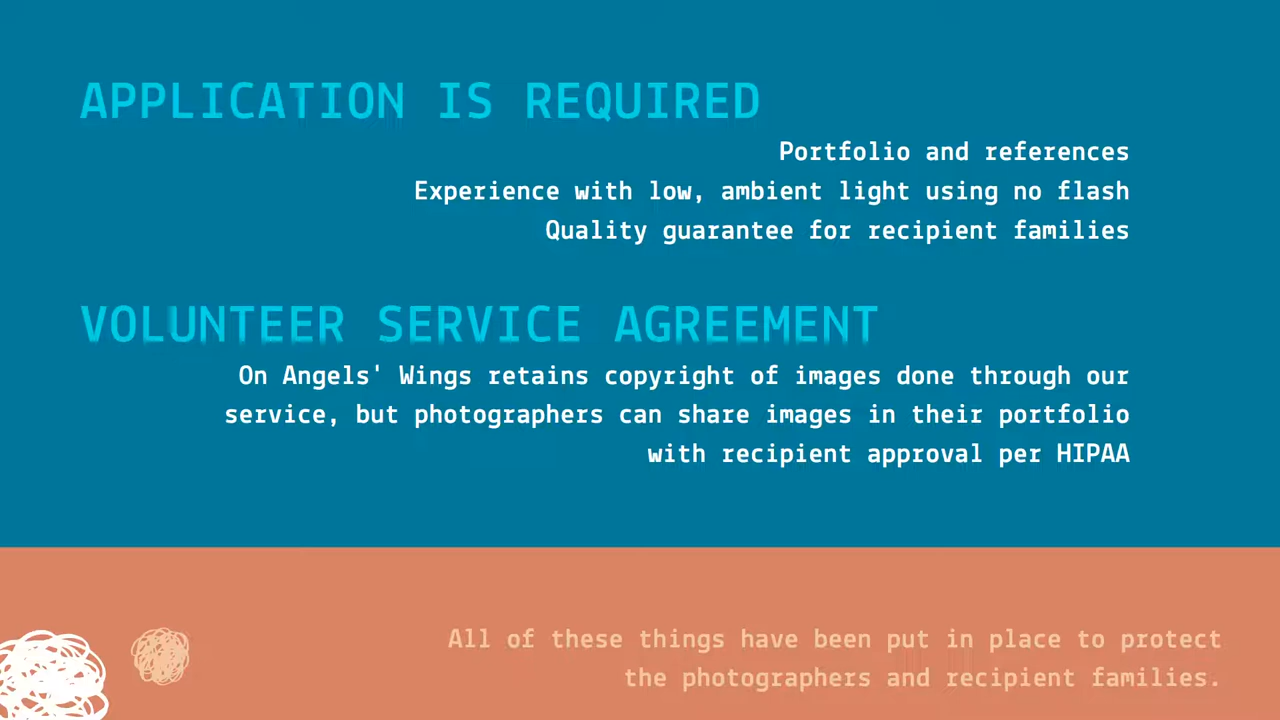 APPLICATION IS REQUIRED
Portfolio and references
Experience with low, ambient light using no flash
Quality guarantee for recipient families
VOLUNTEER SERVICE AGREEMENT
On Angels' Wings retains copyright of images done through our
service, but photographers can share images in their portfolio
with recipient approval per HIPAA
All of these things have been put in place to protect
the photographers and recipient families.